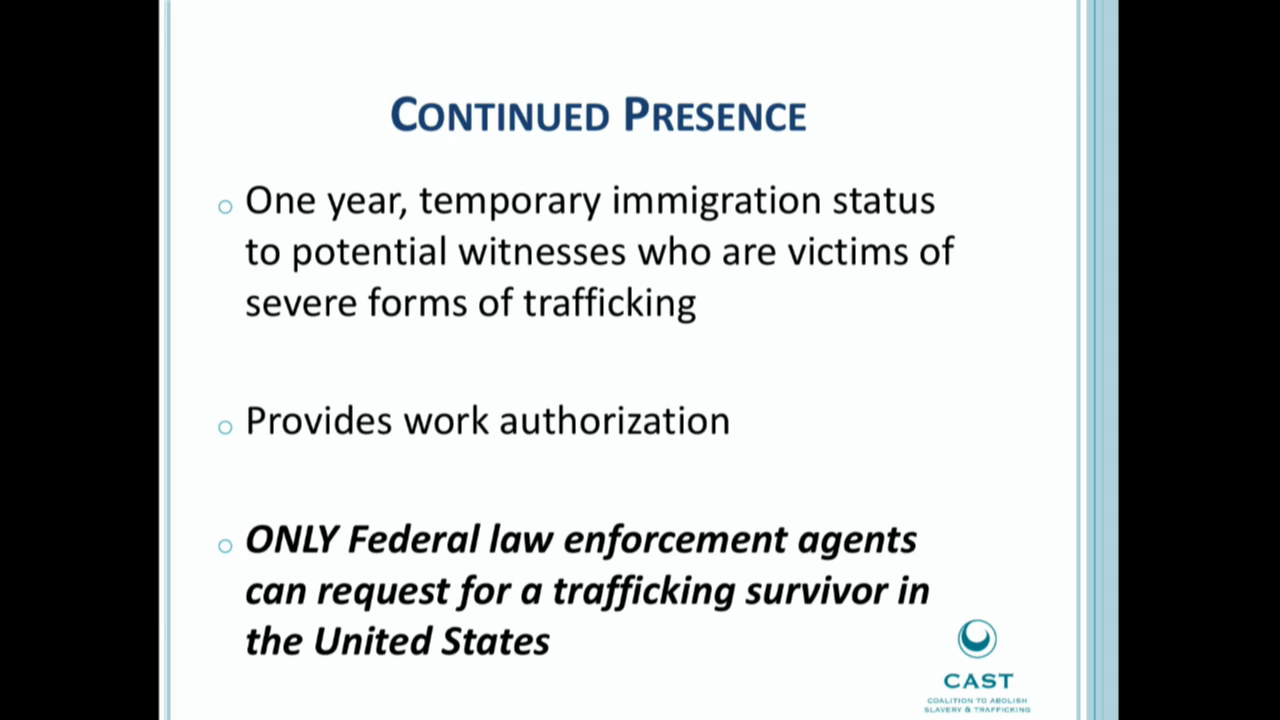 CONTINUED PRESENCE
One year, temporary immigration status
to potential witnesses who are victims of
severe forms of trafficking
Provides work authorization
ONLY Federal law enforcement agents
can request for a trafficking survivor in
the United States
CAST
COALITION TO ABOLISH
SLAVERY & TRAFFICKING